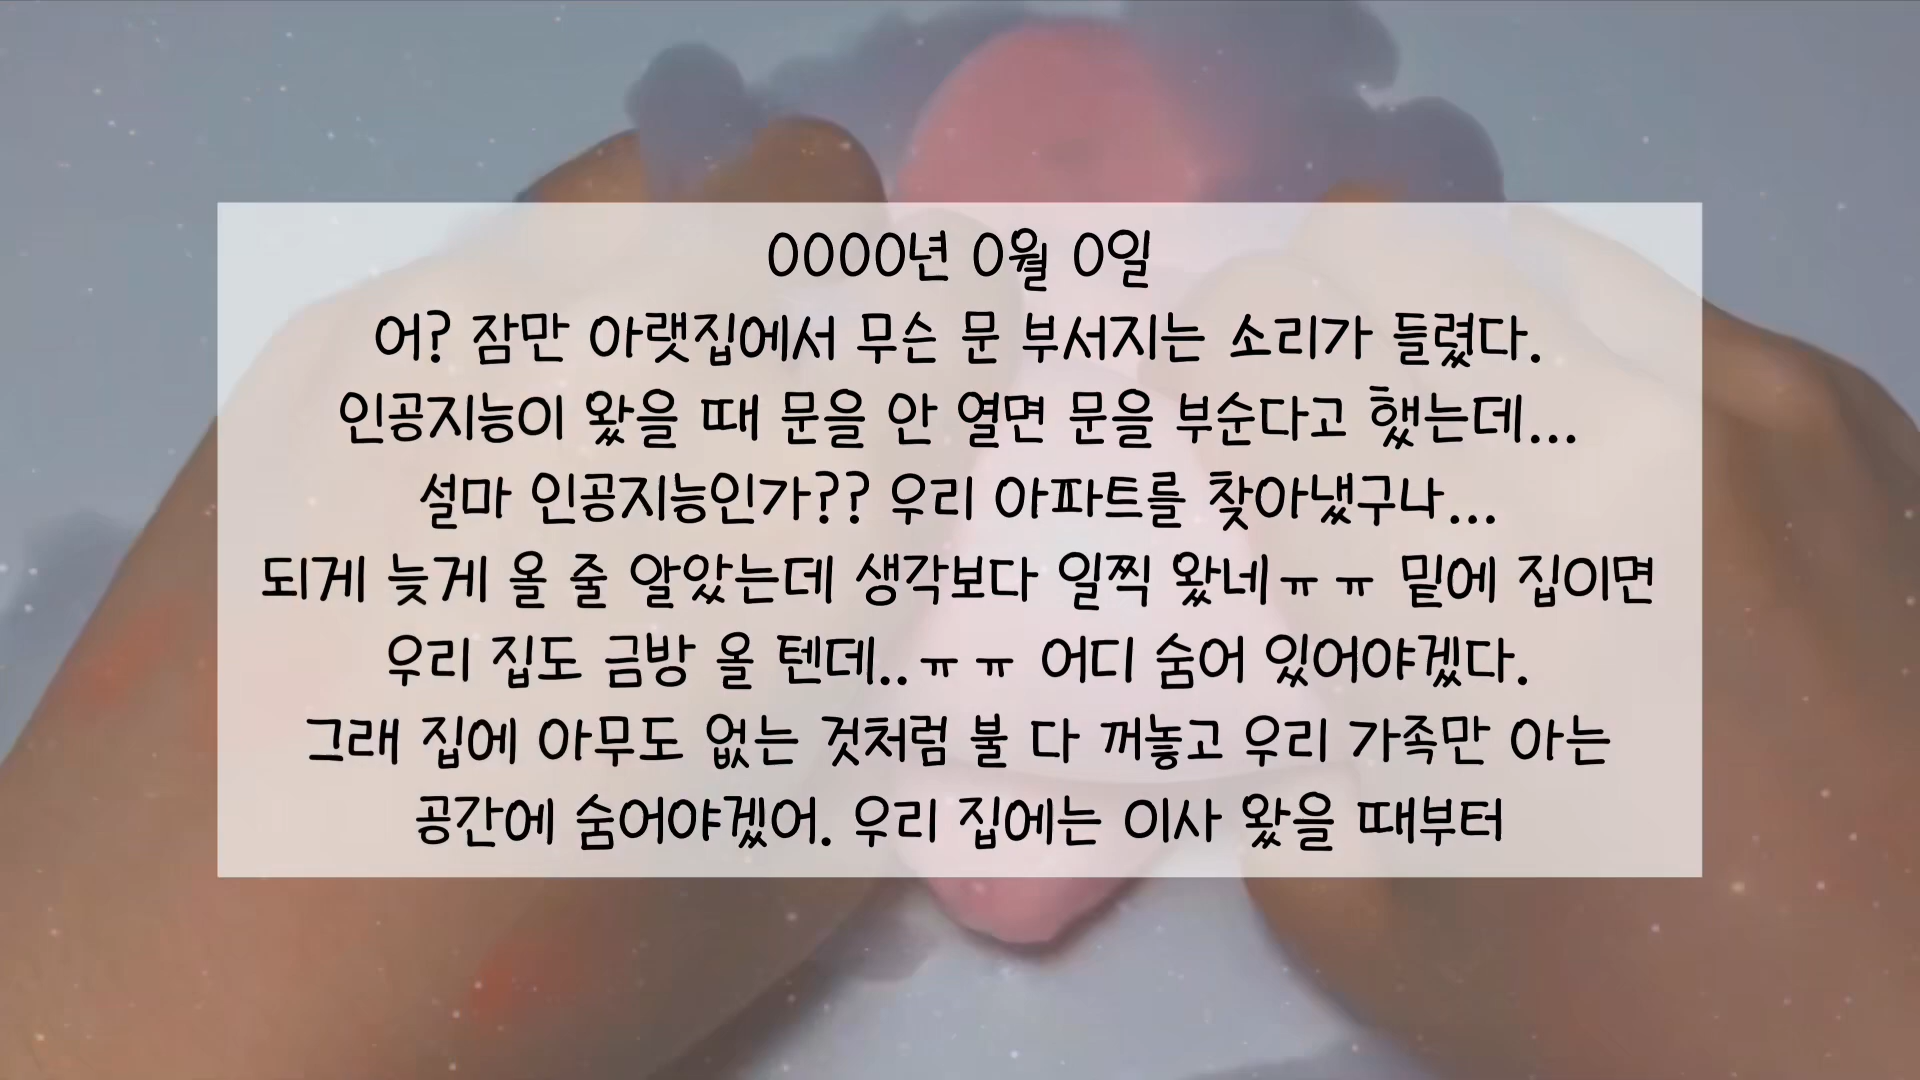 0000년 0월 0일
어? 잠만 아랫집에서 무슨 문 부서지는 소리가 들렸다.
인공지능이 왔을 때 문을 안 열면 문을 부순다고 했는데...
설마 인공지능인가?? 우리 아파트를 찾아냈구나...
되게 늦게 올 줄 알았는데 생각보다 일찍 왔네ㅠㅠ 밑에 집이면
우리 집도 금방 올 텐데..ㅠㅠ 어디 숨어 있어야겠다.
그래 집에 아무도 없는 것처럼 불 다 꺼놓고 우리 가족만 아는
공간에 숨어야겠어. 우리 집에는 이사 왔을 때부터